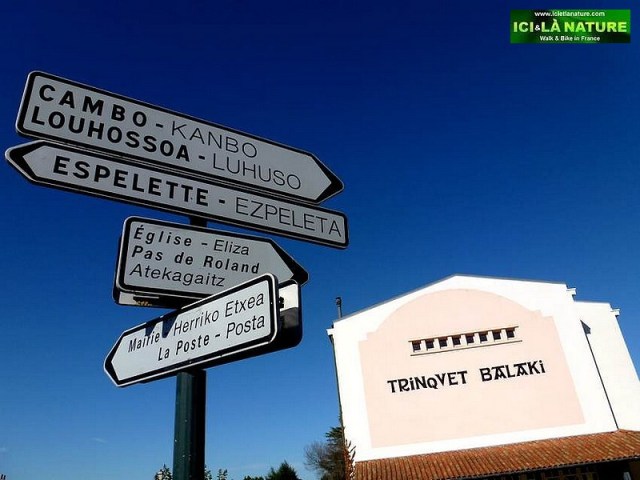 www.icietlanature.com
ICI&LÀ NATURE
Walk & Bike in France
CAMBO - KANBO
LOUHOSSOA - LUHUSO
ESPELETTE - EZPELETA
Église - Eliza
Pas de Roland
Atekagaitz
Mairie - Herriko Etxea
La Poste - Posta
TRiNQVET BALAKi